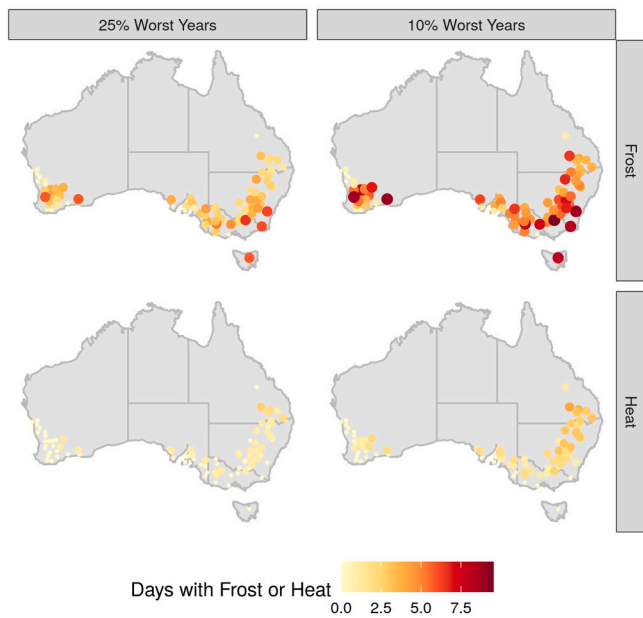 25% Worst Years
10% Worst Years
Frost
Heat
Days with Frost or Heat
0.0 2.5 5.0 7.5